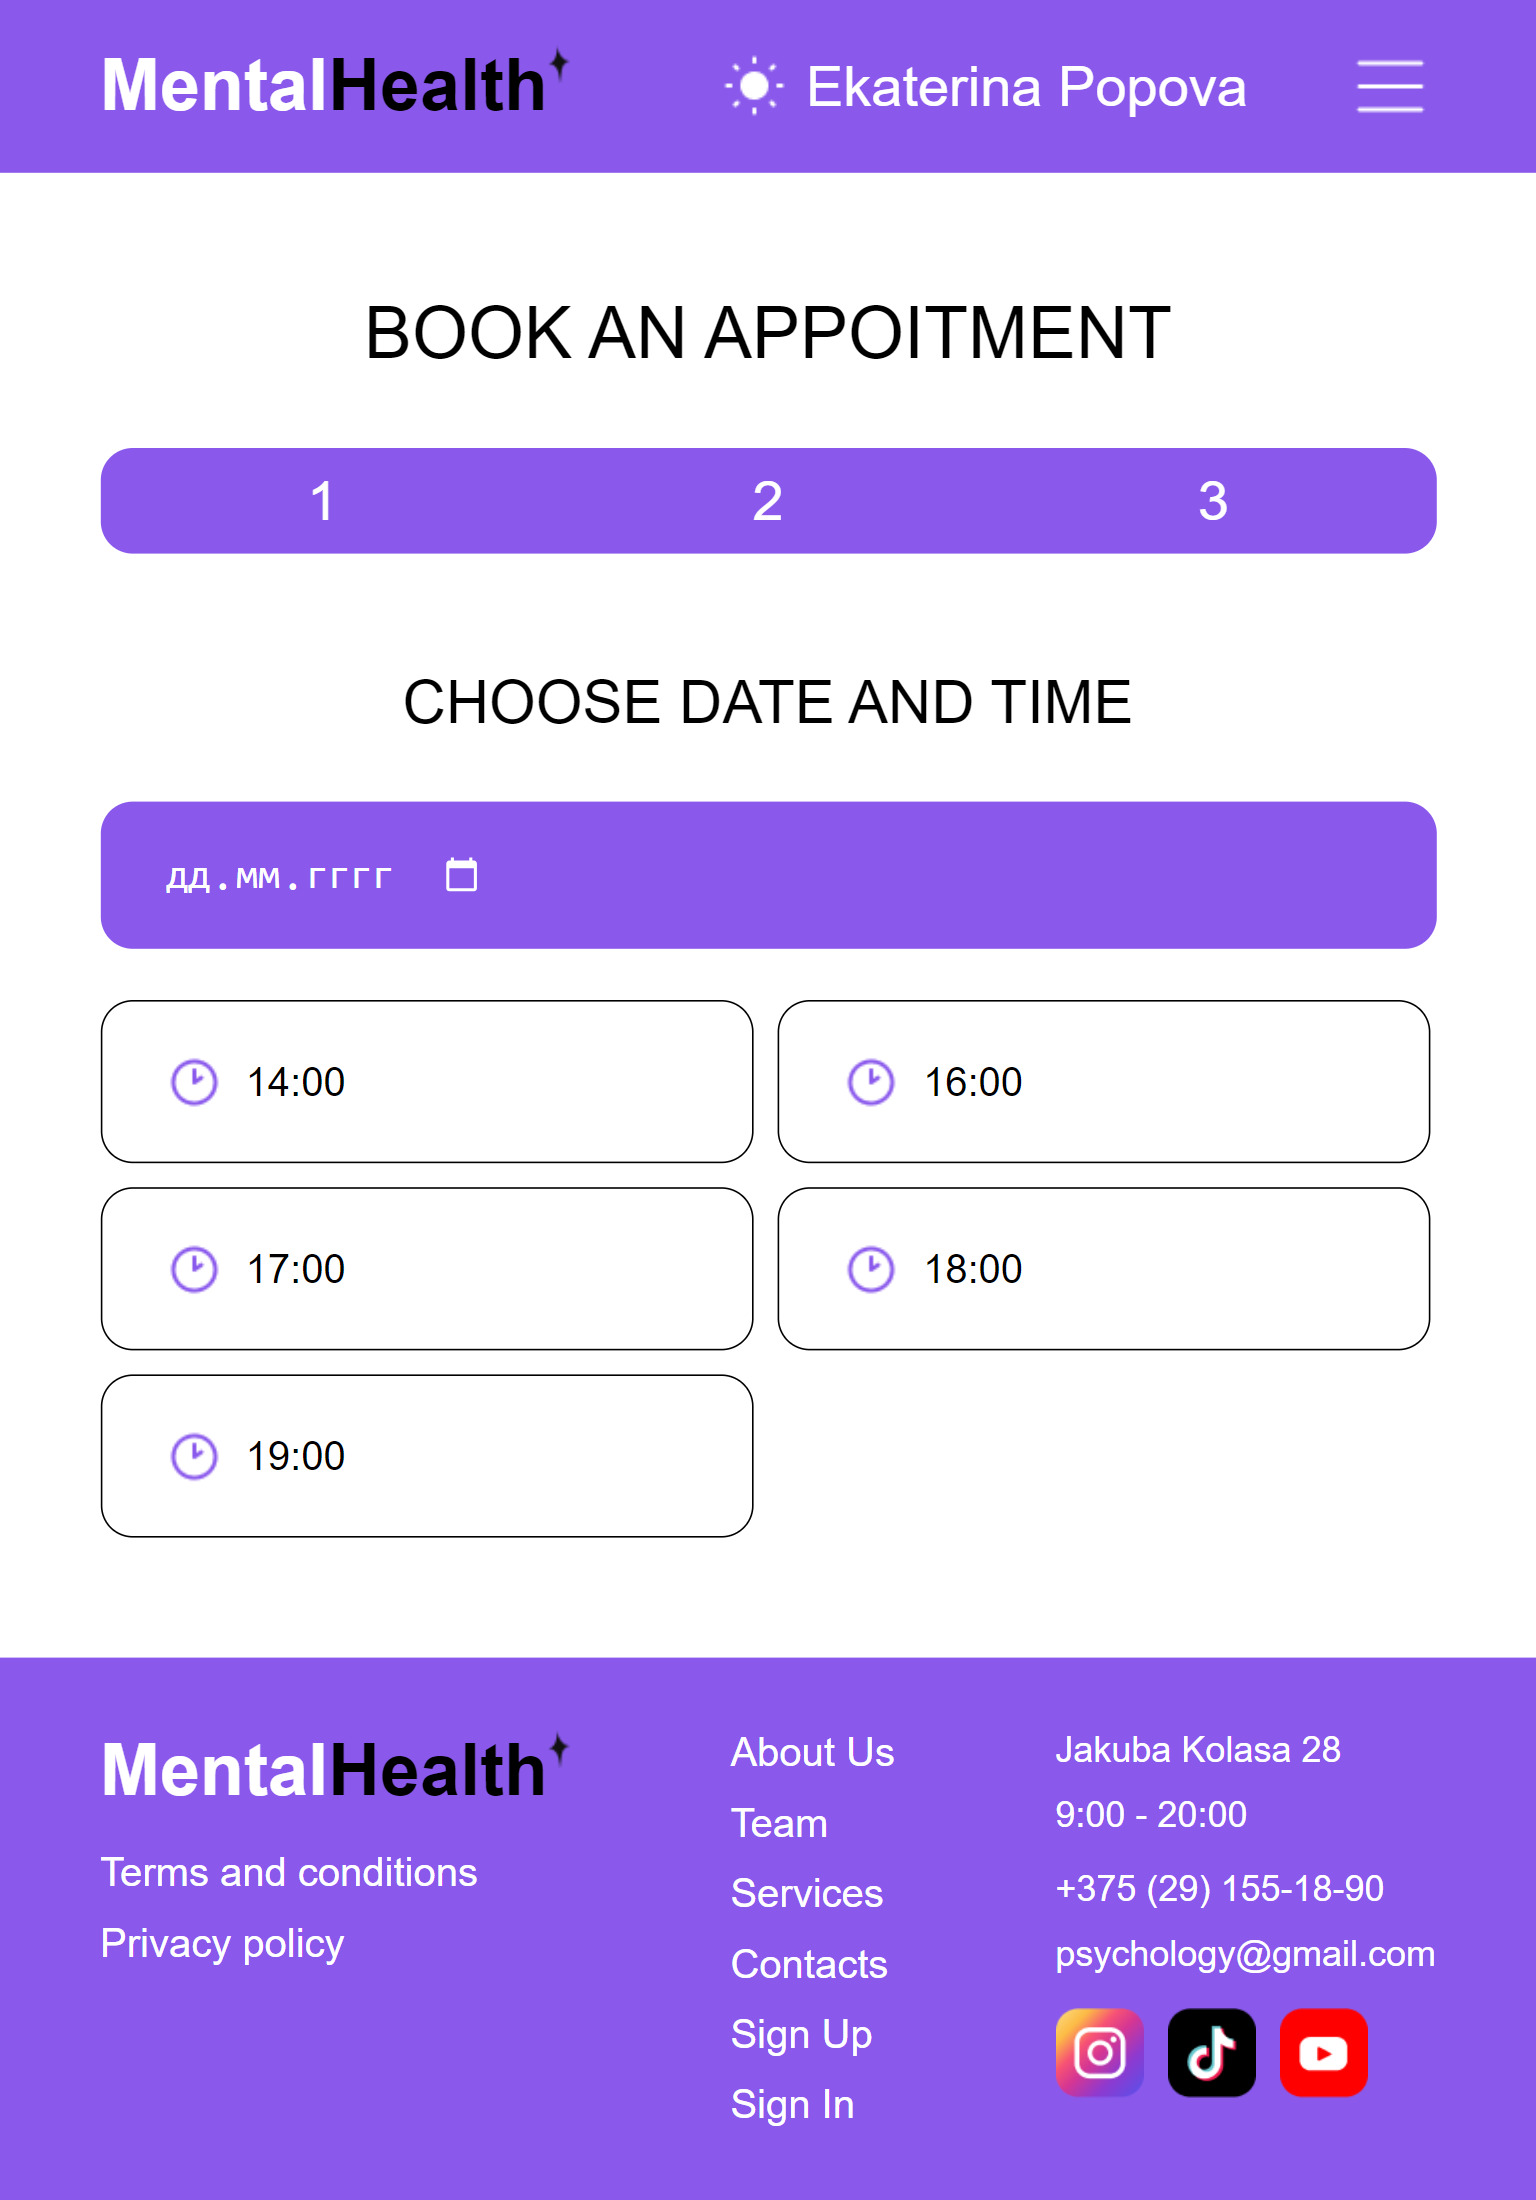 MentalHealth
Ekaterina Popova
BOOK AN APPOITMENT
1 2 3
CHOOSE DATE AND TIME
дд.мм.гггг
14:00
16:00
17:00
18:00
19:00
MentalHealth
Terms and conditions
Privacy policy
About Us
Team
Services
Contacts
Sign Up
Sign In
Jakuba Kolasa 28
9:00 - 20:00
+375 (29) 155-18-90
psychology@gmail.com